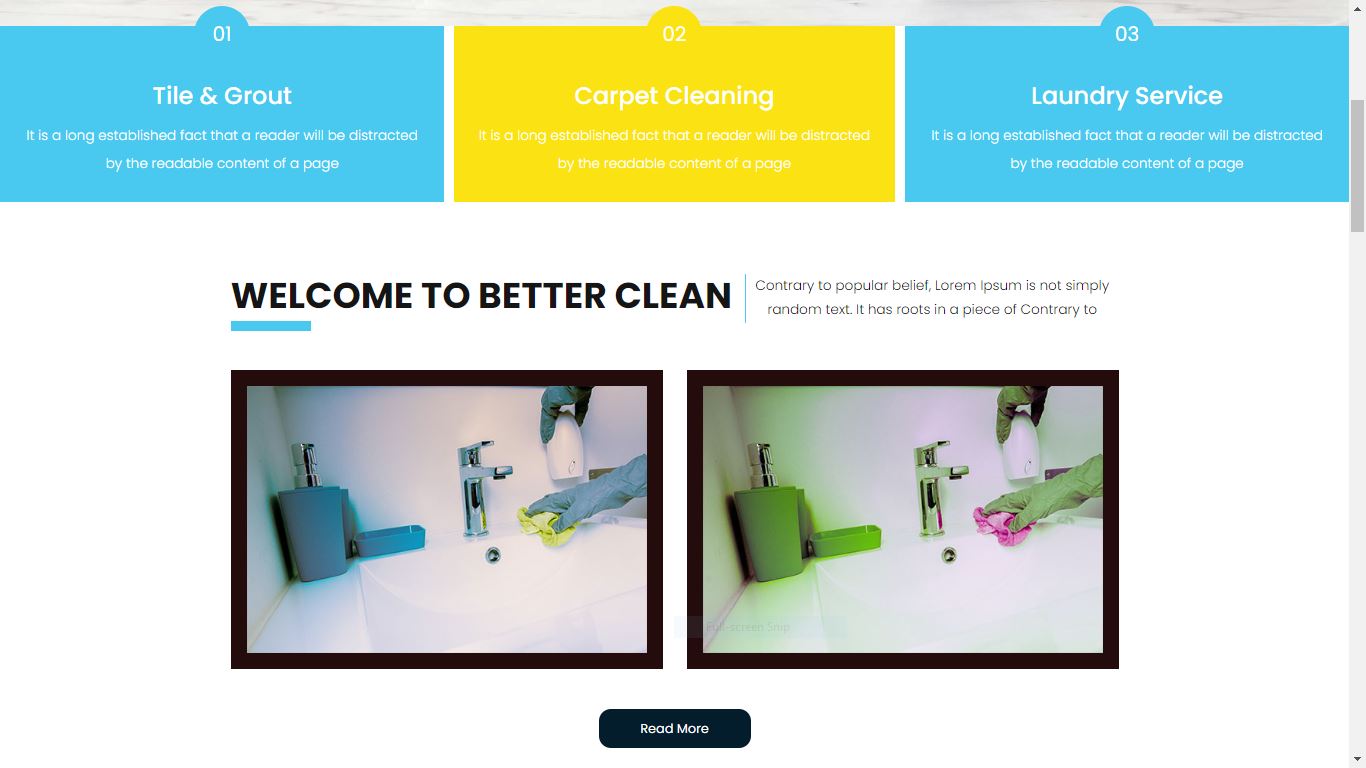 01
02
03
Tile & Grout
Carpet Cleaning
Laundry Service
It is a long established fact that a reader will be distracted
by the readable content of a page
It is a long established fact that a reader will be distracted
by the readable content of a page
It is a long established fact that a reader will be distracted
by the readable content of a page
WELCOME TO BETTER CLEAN
Contrary to popular belief, Lorem Ipsum is not simply
random text. It has roots in a piece of Contrary to
Full-screen Snip
Read More